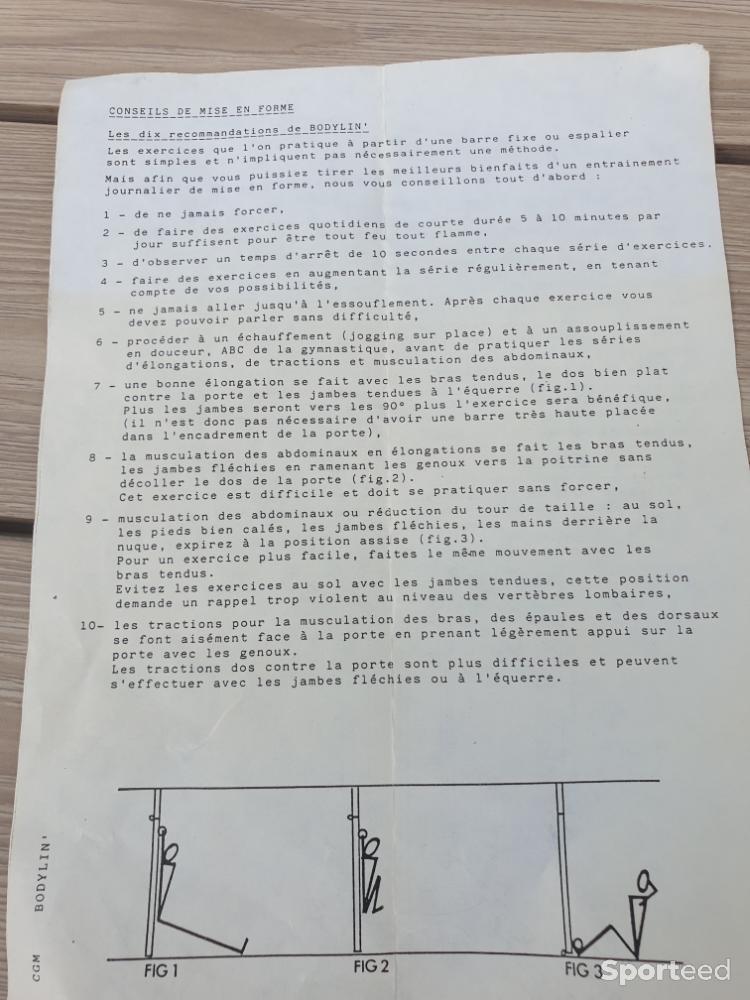 CONSEILS DE MISE EN FORME
Les dix recommandations de BODYLIN'
Les exercices que l'on pratique à partir d'une barre fixe ou espalier
sont simples et n'impliquent pas nécessairement une méthode.
Mais afin que vous puissiez tirer les meilleurs bienfaits d'un entrainement
journalier de mise en forme, nous vous conseillons tout d'abord :
1 - de ne jamais forcer,
2 - de faire des exercices quotidiens de courte durée 5 à 10 minutes par
jour suffisent pour être tout feu tout flamme,
3 - d'observer un temps d'arrêt de 10 secondes entre chaque série d'exercices.
4 - faire des exercices en augmentant la série régulièrement, en tenant
compte de vos possibilités,
5 - ne jamais aller jusqu'à l'essouflement. Après chaque exercice vous
devez pouvoir parler sans difficulté,
6 - procéder à un échauffement (jogging sur place) et à un assouplissement
en douceur, ABC de la gymnastique, avant de pratiquer les séries
d'élongations, de tractions et musculation des abdominaux,
7 - une bonne élongation se fait avec les bras tendus, le dos bien plat
contre la porte et les jambes tendues à l'équerre (fig.1).
Plus les jambes seront vers les 90° plus l'exercice sera bénéfique,
(il n'est donc pas nécessaire d'avoir une barre très haute placée
dans l'encadrement de la porte),
8 - la musculation des abdominaux en élongations se fait les bras tendus,
les jambes fléchies en ramenant les genoux vers la poitrine sans
décoller le dos de la porte (fig.2).
Cet exercice est difficile et doit se pratiquer sans forcer,
9 - musculation des abdominaux ou réduction du tour de taille : au sol,
les pieds bien calés, les jambes fléchies, les mains derrière la
nuque, expirez à la position assise (fig.3).
Pour un exercice plus facile, faites le même mouvement avec les
bras tendus.
Evitez les exercices au sol avec les jambes tendues, cette position
demande un rappel trop violent au niveau des vertèbres lombaires,
10- les tractions pour la musculation des bras, des épaules et des dorsaux
se font aisément face à la porte en prenant légèrement appui sur la
porte avec les genoux.
Les tractions dos contre la porte sont plus difficiles et peuvent
s'effectuer avec les jambes fléchies ou à l'équerre.
CGM BODYLIN'
FIG 1
FIG 2
FIG 3
Sporteed